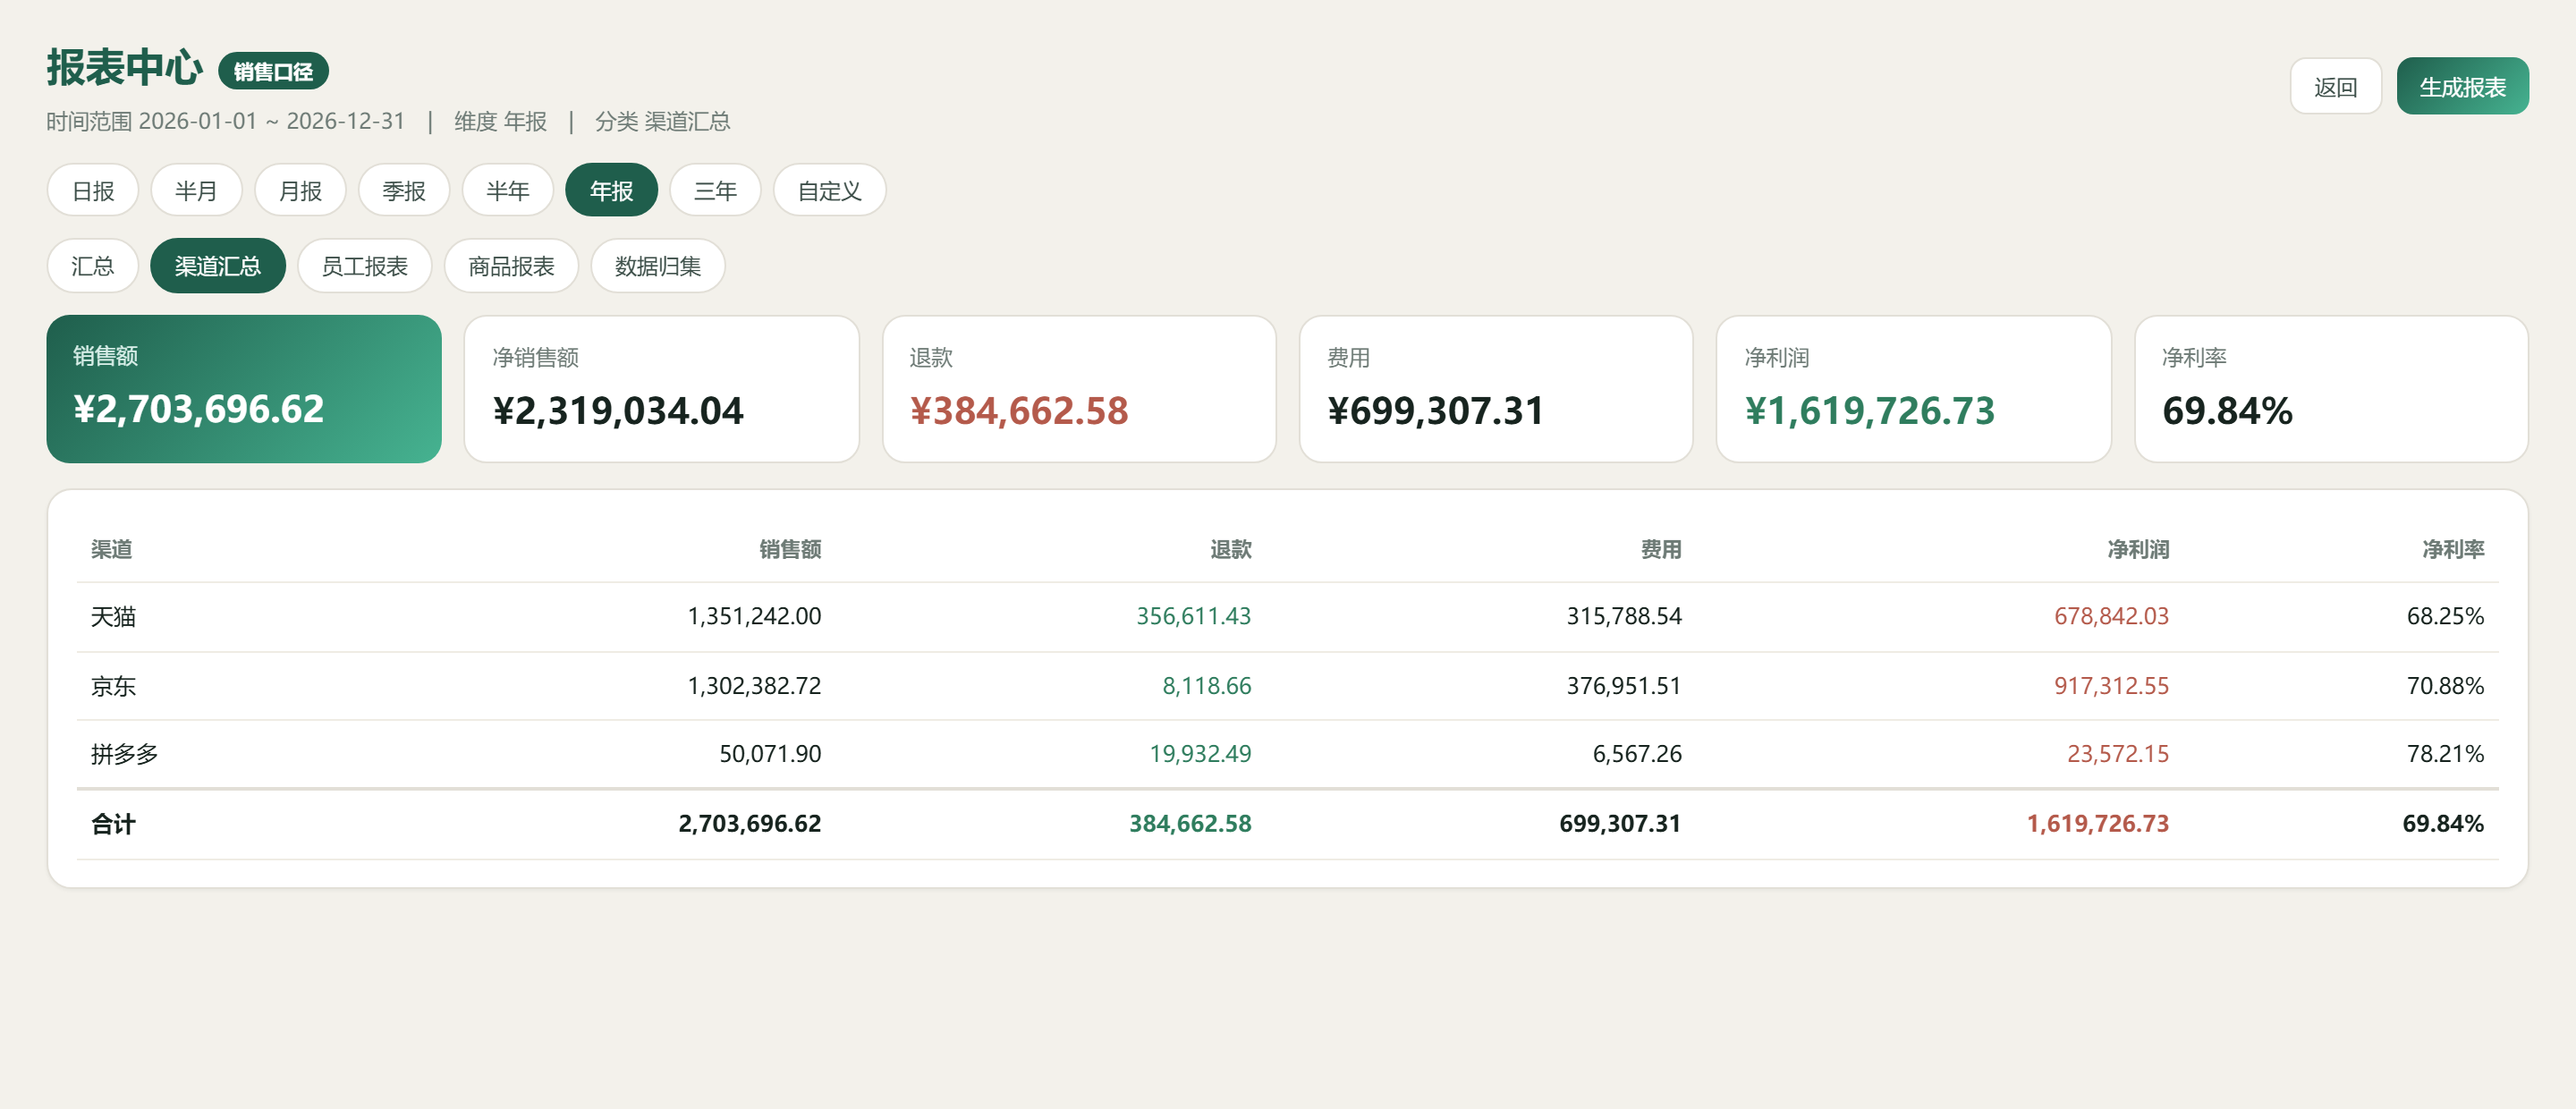 报表中心 销售口径
时间范围 2026-01-01 ~ 2026-12-31 | 维度 年报 | 分类 渠道汇总
返回 生成报表
日报 半月 月报 季报 半年 年报 三年 自定义
汇总 渠道汇总 员工报表 商品报表 数据归集
销售额 净销售额 退款 费用 净利润 净利率
¥2,703,696.62 ¥2,319,034.04 ¥384,662.58 ¥699,307.31 ¥1,619,726.73 69.84%
渠道 销售额 退款 费用 净利润 净利率
天猫 1,351,242.00 356,611.43 315,788.54 678,842.03 68.25%
京东 1,302,382.72 8,118.66 376,951.51 917,312.55 70.88%
拼多多 50,071.90 19,932.49 6,567.26 23,572.15 78.21%
合计 2,703,696.62 384,662.58 699,307.31 1,619,726.73 69.84%